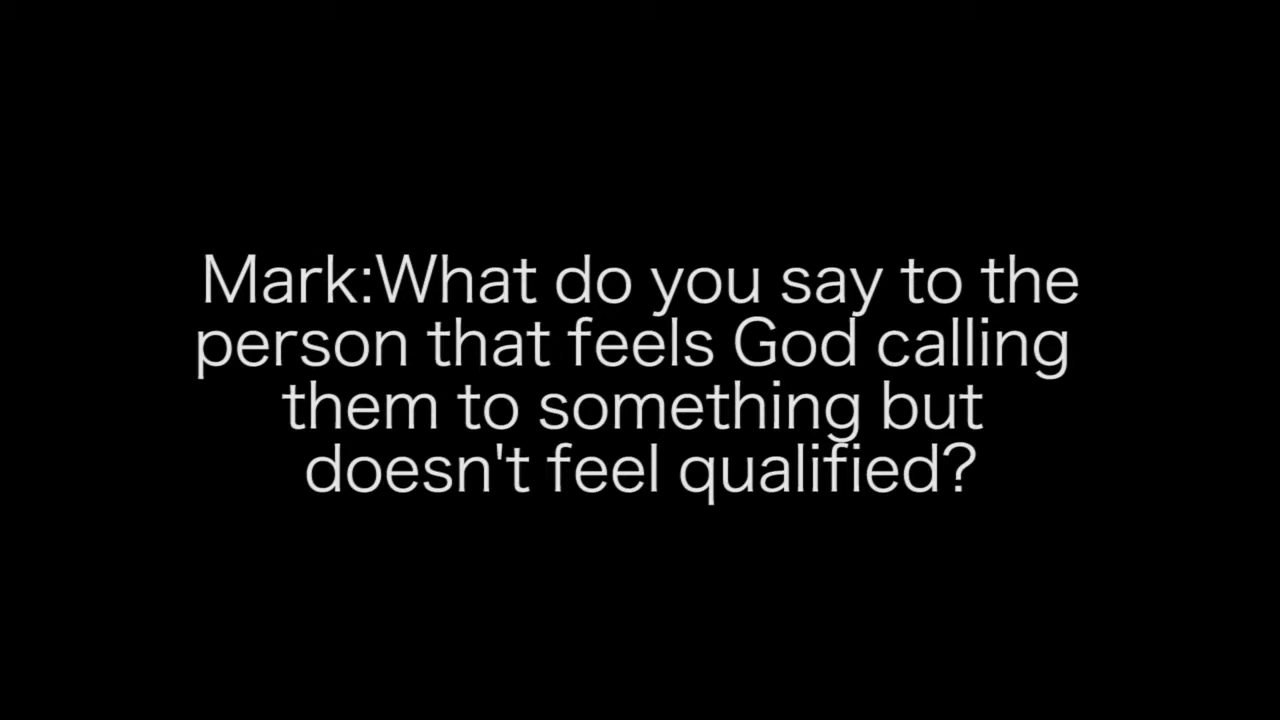 Mark:What do you say to the
person that feels God calling
them to something but
doesn't feel qualified?